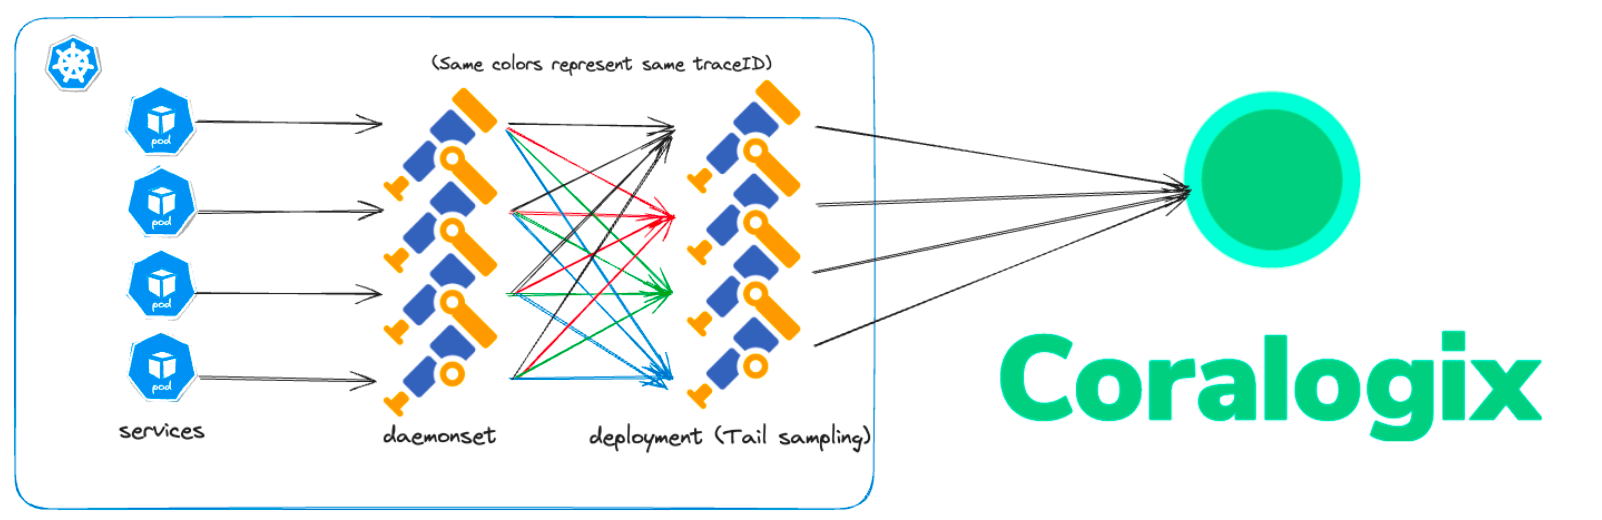 (Same colors represent same traceID)
pod
pod
pod
pod
services
daemonset
deployment (Tail sampling)
Coralogix